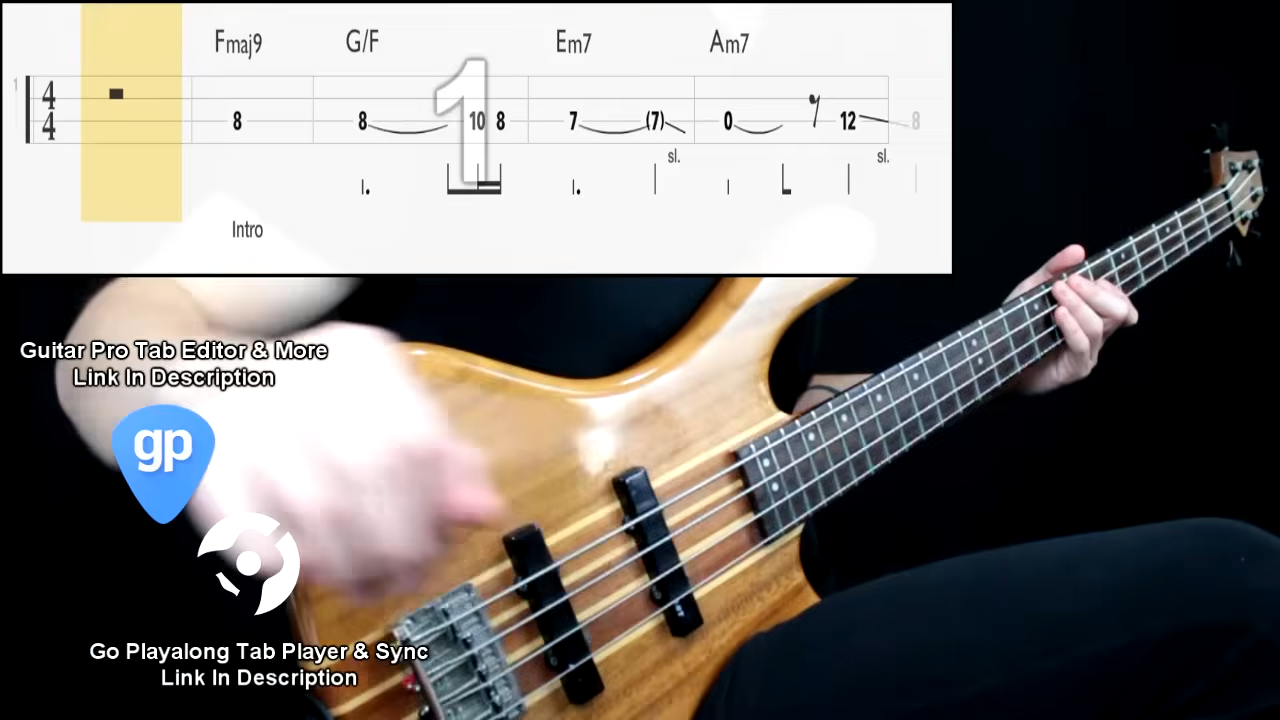 Fmaj9 G/F Em7 Am7
1
4 4
8 8 10 8 7 (7) 0 12 8
1
sl. sl.
Intro
Guitar Pro Tab Editor & More
Link In Description
gp
Go Playalong Tab Player & Sync
Link In Description